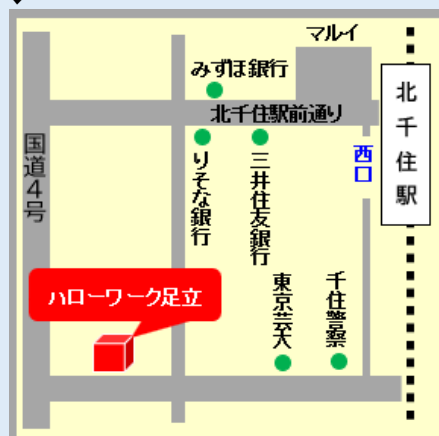 マルイ
みずほ銀行
北千住駅前通り
北千住駅
西口
国道4号
りそな銀行
三井住友銀行
東京芸大
千住警察
ハローワーク足立